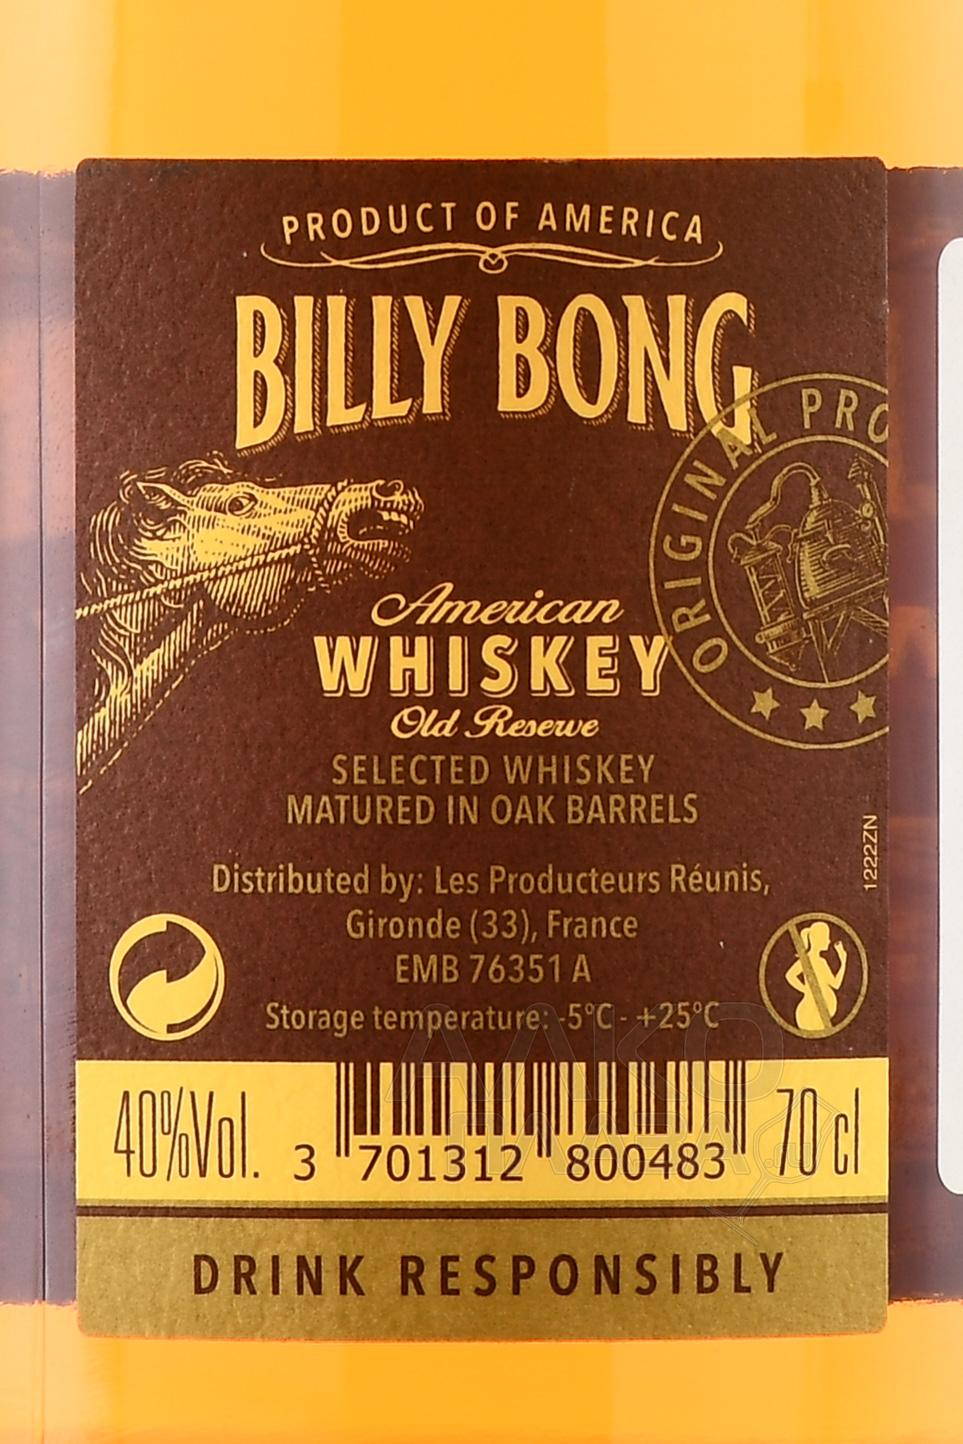 PRODUCT OF AMERICA
BILLY BONG
ORIGINAL PRO
American
WHISKEY
Old Reserve
SELECTED WHISKEY
MATURED IN OAK BARRELS
1222ZN
Distributed by: Les Producteurs Réunis,
Gironde (33), France
EMB 76351 A
Storage temperature: -5°C - +25°C
40%Vol.
3 701312 800483
70 cl
DRINK RESPONSIBLY